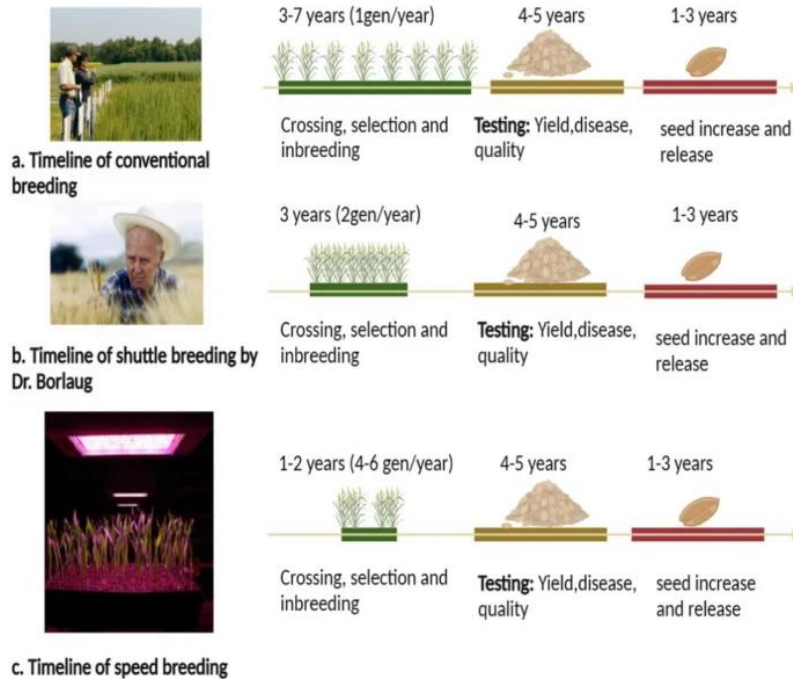 3-7 years (1gen/year)
4-5 years
1-3 years
Crossing, selection and
inbreeding
Testing: Yield,disease,
quality
seed increase and
release
a. Timeline of conventional
breeding
3 years (2gen/year)
4-5 years
1-3 years
Crossing, selection and
inbreeding
Testing: Yield,disease,
quality
seed increase and
release
b. Timeline of shuttle breeding by
Dr. Borlaug
1-2 years (4-6 gen/year)
4-5 years
1-3 years
Crossing, selection and
inbreeding
Testing: Yield,disease,
quality
seed increase
and release
c. Timeline of speed breeding